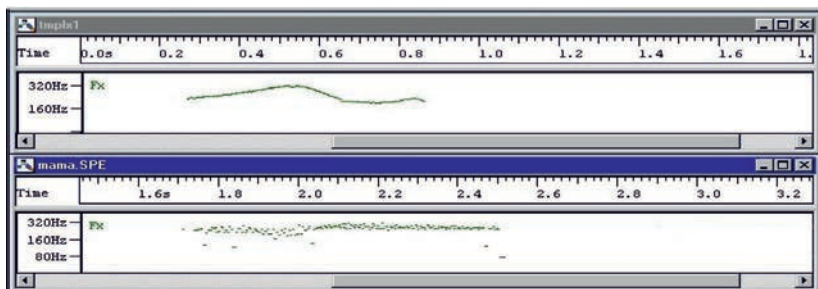 tmplx1
Time 0.0s 0.2 0.4 0.6 0.8 1.0 1.2 1.4 1.6 1.
320Hz Fx
160Hz
mama.SPE
Time 1.6s 1.8 2.0 2.2 2.4 2.6 2.8 3.0 3.2
320Hz Fx
160Hz
80Hz